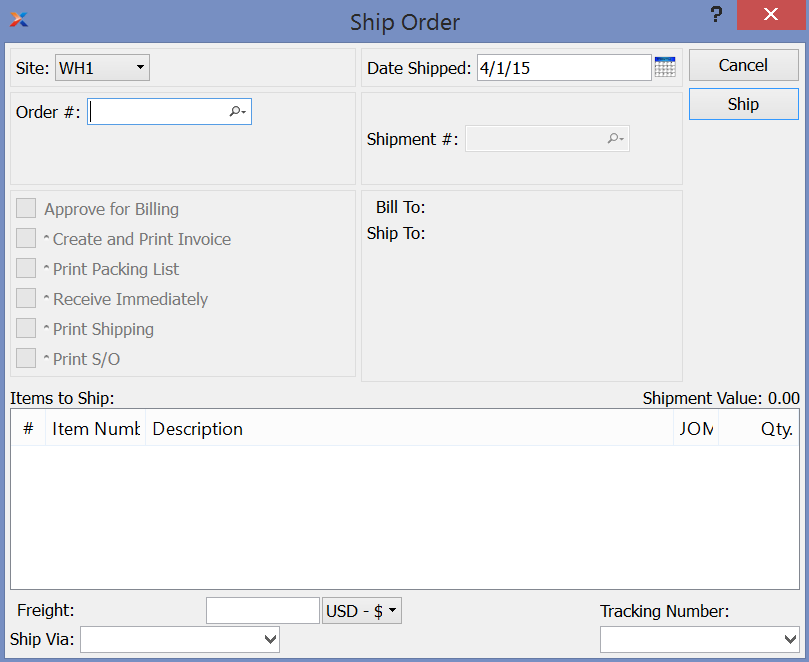 Ship Order
?
Site: WH1
Date Shipped: 4/1/15
Cancel
Order #:
Shipment #:
Ship
Approve for Billing
^ Create and Print Invoice
^ Print Packing List
^ Receive Immediately
^ Print Shipping
^ Print S/O
Bill To:
Ship To:
Items to Ship:
Shipment Value: 0.00
# Item Numb Description JOM Qty.
Freight: USD - $
Tracking Number:
Ship Via: